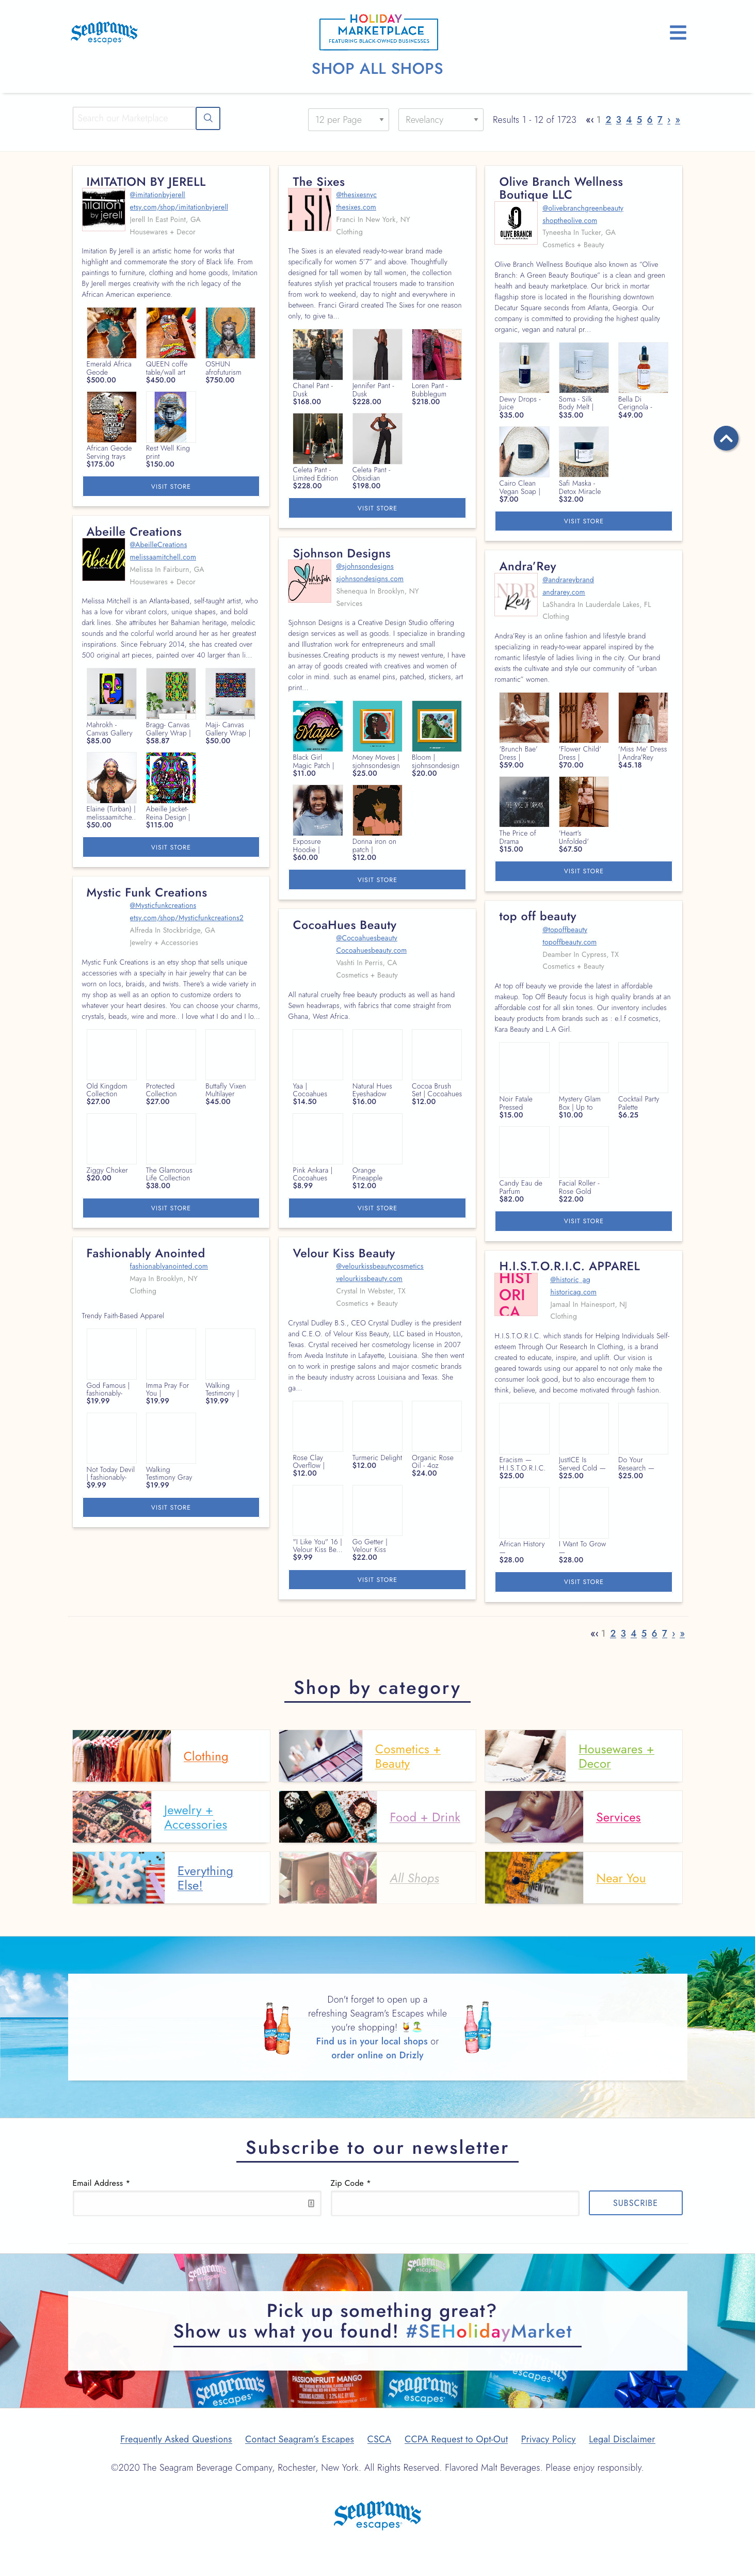 Seagram's
escapes
HOLIDAY
MARKETPLACE
FEATURING BLACK-OWNED BUSINESSES
SHOP ALL SHOPS
Search our Marketplace
12 per Page
Revelancy
Results 1 - 12 of 1723
«‹ 1 2 3 4 5 6 7 › »
IMITATION BY JERELL
@imitationbyjerell
etsy.com/shop/imitationbyjerell
Jerell In East Point, GA
Housewares + Decor
Imitation By Jerell is an artistic home for works that
highlight and commemorate the story of Black life. From
paintings to furniture, clothing and home goods, Imitation
By Jerell merges creativity with the rich legacy of the
African American experience.
Emerald Africa
Geode
$500.00
QUEEN coffe
table/wall art
$450.00
OSHUN
afrofuturism
$750.00
African Geode
Serving trays
$175.00
Rest Well King
print
$150.00
VISIT STORE
Abeille Creations
@AbeilleCreations
melissaamitchell.com
Melissa In Fairburn, GA
Housewares + Decor
Melissa Mitchell is an Atlanta-based, self-taught artist, who
has a love for vibrant colors, unique shapes, and bold
dark lines. She attributes her Bahamian heritage, melodic
sounds and the colorful world around her as her greatest
inspirations. Since February 2014, she has created over
500 original art pieces, painted over 40 larger than li...
Mahrokh -
Canvas Gallery
$85.00
Bragg- Canvas
Gallery Wrap |
$58.87
Maji- Canvas
Gallery Wrap |
$50.00
Elaine (Turban) |
melissaamitche..
$50.00
Abeille Jacket-
Reina Design |
$115.00
VISIT STORE
Mystic Funk Creations
@Mysticfunkcreations
etsy.com/shop/Mysticfunkcreations2
Alfreda In Stockbridge, GA
Jewelry + Accessories
Mystic Funk Creations is an etsy shop that sells unique
accessories with a specialty in hair jewelry that can be
worn on locs, braids, and twists. There's a wide variety in
my shop as well as an option to customize orders to
whatever your heart desires. You can choose your charms,
crystals, beads, wire and more.. I love what I do and I lo...
Old Kingdom
Collection
$27.00
Protected
Collection
$27.00
Buttafly Vixen
Multilayer
$45.00
Ziggy Choker
$20.00
The Glamorous
Life Collection
$38.00
VISIT STORE
Fashionably Anointed
fashionablyanointed.com
Maya In Brooklyn, NY
Clothing
Trendy Faith-Based Apparel
God Famous |
fashionably-
$19.99
Imma Pray For
You |
$19.99
Walking
Testimony |
$19.99
Not Today Devil
| fashionably-
$9.99
Walking
Testimony Gray
$19.99
VISIT STORE
The Sixes
@thesixesnyc
thesixes.com
Franci In New York, NY
Clothing
The Sixes is an elevated ready-to-wear brand made
specifically for women 5'7" and above. Thoughtfully
designed for tall women by tall women, the collection
features stylish yet practical trousers made to transition
from work to weekend, day to night and everywhere in
between. Franci Girard created The Sixes for one reason
only, to give ta...
Chanel Pant -
Dusk
$168.00
Jennifer Pant -
Dusk
$228.00
Loren Pant -
Bubblegum
$218.00
Celeta Pant -
Limited Edition
$228.00
Celeta Pant -
Obsidian
$198.00
VISIT STORE
Sjohnson Designs
@sjohnsondesigns
sjohnsondesigns.com
Shenequa In Brooklyn, NY
Services
Sjohnson Designs is a Creative Design Studio offering
design services as well as goods. I specialize in branding
and Illustration work for entrepreneurs and small
businesses.Creating products is my newest venture, I have
an array of goods created with creatives and women of
color in mind. such as enamel pins, patched, stickers, art
print...
Black Girl
Magic Patch |
$11.00
Money Moves |
sjohnsondesign
$25.00
Bloom |
sjohnsondesign
$20.00
Exposure
Hoodie |
$60.00
Donna iron on
patch |
$12.00
VISIT STORE
CocoaHues Beauty
@Cocoahuesbeauty
Cocoahuesbeauty.com
Vashti In Perris, CA
Cosmetics + Beauty
All natural cruelty free beauty products as well as hand
Sewn headwraps, with fabrics that come straight from
Ghana, West Africa.
Yaa |
Cocoahues
$14.50
Natural Hues
Eyeshadow
$16.00
Cocoa Brush
Set | Cocoahues
$12.00
Pink Ankara |
Cocoahues
$8.99
Orange
Pineapple
$12.00
VISIT STORE
Velour Kiss Beauty
@velourkissbeautycosmetics
velourkissbeauty.com
Crystal In Webster, TX
Cosmetics + Beauty
Crystal Dudley B.S., CEO Crystal Dudley is the president
and C.E.O. of Velour Kiss Beauty, LLC based in Houston,
Texas. Crystal received her cosmetology license in 2007
from Aveda Institute in Lafayette, Louisiana. She then went
on to work in prestige salons and major cosmetic brands
in the beauty industry across Louisiana and Texas. She
ga...
Rose Clay
Overflow |
$12.00
Turmeric Delight
$12.00
Organic Rose
Oil - 4oz
$24.00
"I Like You" 16 |
Velour Kiss Be...
$9.99
Go Getter |
Velour Kiss
$22.00
VISIT STORE
Olive Branch Wellness
Boutique LLC
@olivebranchgreenbeauty
shoptheolive.com
Tyneesha In Tucker, GA
Cosmetics + Beauty
Olive Branch Wellness Boutique also known as "Olive
Branch: A Green Beauty Boutique" is a clean and green
health and beauty marketplace. Our brick in mortar
flagship store is located in the flourishing downtown
Decatur Square seconds from Atlanta, Georgia. Our
company is committed to providing the highest quality
organic, vegan and natural pr...
Dewy Drops -
Juice
$35.00
Soma - Silk
Body Melt |
$35.00
Bella Di
Cerignola -
$49.00
Cairo Clean
Vegan Soap |
$7.00
Safi Maska -
Detox Miracle
$32.00
VISIT STORE
Andra'Rey
@andrareybrand
andrarey.com
LaShandra In Lauderdale Lakes, FL
Clothing
Andra'Rey is an online fashion and lifestyle brand
specializing in ready-to-wear apparel inspired by the
romantic lifestyle of ladies living in the city. Our brand
exists the cultivate and style our community of "urban
romantic" women.
'Brunch Bae'
Dress |
$59.00
'Flower Child'
Dress |
$70.00
'Miss Me' Dress
| Andra'Rey
$45.18
The Price of
Drama
$15.00
'Heart's
Unfolded'
$67.50
VISIT STORE
top off beauty
@topoffbeauty
topoffbeauty.com
Deamber In Cypress, TX
Cosmetics + Beauty
At top off beauty we provide the latest in affordable
makeup. Top Off Beauty focus is high quality brands at an
affordable cost for all skin tones. Our inventory includes
beauty products from brands such as : e.l.f cosmetics,
Kara Beauty and L.A Girl.
Noir Fatale
Pressed
$15.00
Mystery Glam
Box | Up to
$10.00
Cocktail Party
Palette
$6.25
Candy Eau de
Parfum
$82.00
Facial Roller -
Rose Gold
$22.00
VISIT STORE
H.I.S.T.O.R.I.C. APPAREL
HIST
ORI
CA
@historic_ag
historicag.com
Jamaal In Hainesport, NJ
Clothing
H.I.S.T.O.R.I.C. which stands for Helping Individuals Self-
esteem Through Our Research In Clothing, is a brand
created to educate, inspire, and uplift. Our vision is
geared towards using our apparel to not only make the
consumer look good, but to also encourage them to
think, believe, and become motivated through fashion.
Eracism —
H.I.S.T.O.R.I.C.
$25.00
JustICE Is
Served Cold —
$25.00
Do Your
Research —
$25.00
African History
—
$28.00
I Want To Grow
—
$28.00
VISIT STORE
«‹ 1 2 3 4 5 6 7 › »
Shop by category
Clothing
Cosmetics +
Beauty
Housewares +
Decor
Jewelry +
Accessories
Food + Drink
Services
Everything
Else!
All Shops
Near You
Don't forget to open up a
refreshing Seagram's Escapes while
you're shopping! 🍹🏝️
Find us in your local shops or
order online on Drizly
Subscribe to our newsletter
Email Address *
Zip Code *
SUBSCRIBE
Pick up something great?
Show us what you found! #SEHolidayMarket
Frequently Asked Questions
Contact Seagram's Escapes
CSCA
CCPA Request to Opt-Out
Privacy Policy
Legal Disclaimer
©2020 The Seagram Beverage Company, Rochester, New York. All Rights Reserved. Flavored Malt Beverages. Please enjoy responsibly.
Seagram's
escapes